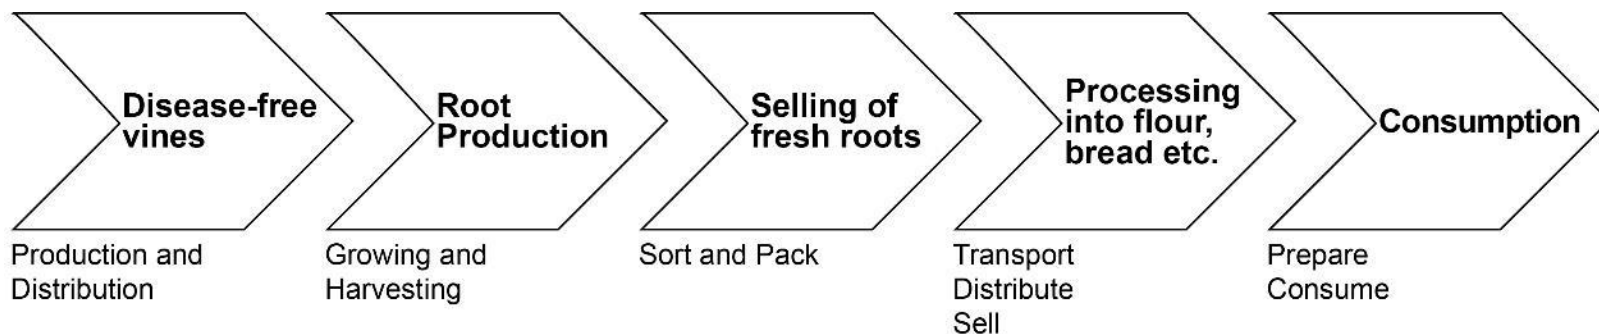 Disease-free
vines
Root
Production
Selling of
fresh roots
Processing
into flour,
bread etc.
Consumption
Production and
Distribution
Growing and
Harvesting
Sort and Pack
Transport
Distribute
Sell
Prepare
Consume